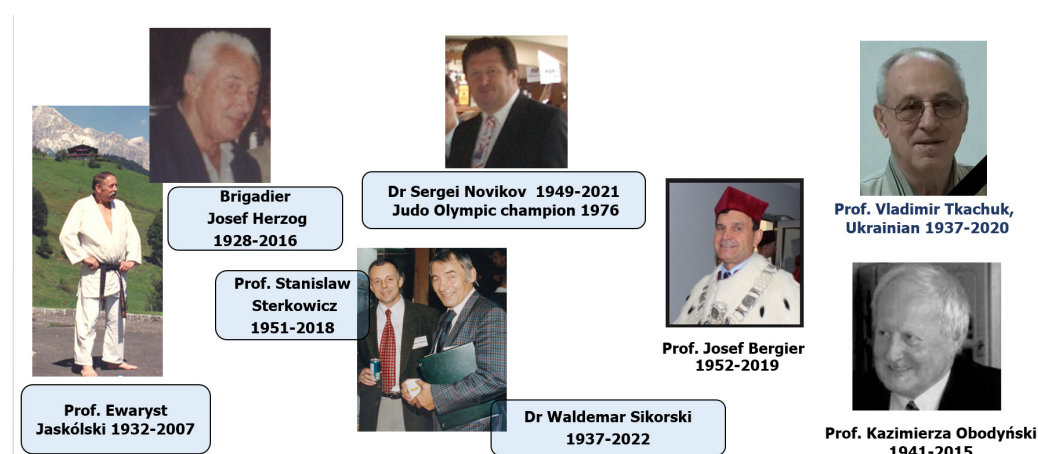 Brigadier
Josef Herzog
1928-2016
Dr Sergei Novikov 1949-2021
Judo Olympic champion 1976
Prof. Vladimir Tkachuk,
Ukrainian 1937-2020
Prof. Stanislaw
Sterkowicz
1951-2018
Prof. Josef Bergier
1952-2019
Prof. Ewaryst
Jaskólski 1932-2007
Dr Waldemar Sikorski
1937-2022
Prof. Kazimierza Obodyński
1941-2015